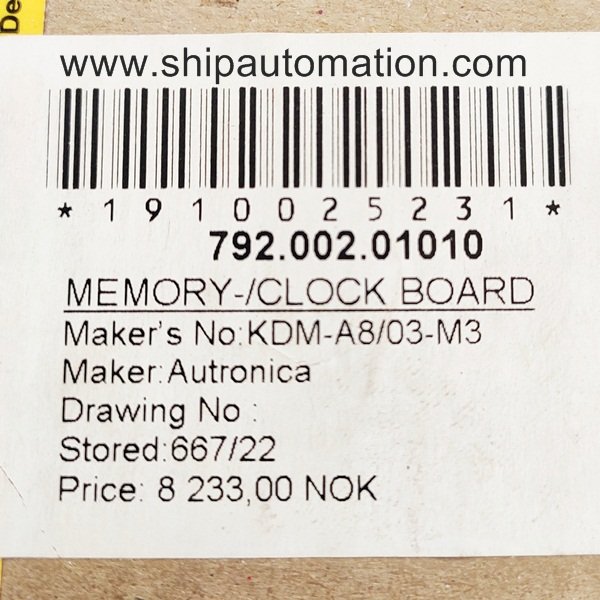 De
www.shipautomation.com
*1910025231*
792.002.01010
MEMORY-/CLOCK BOARD
Maker's No:KDM-A8/03-M3
Maker:Autronica
Drawing No :
Stored:667/22
Price: 8 233,00 NOK